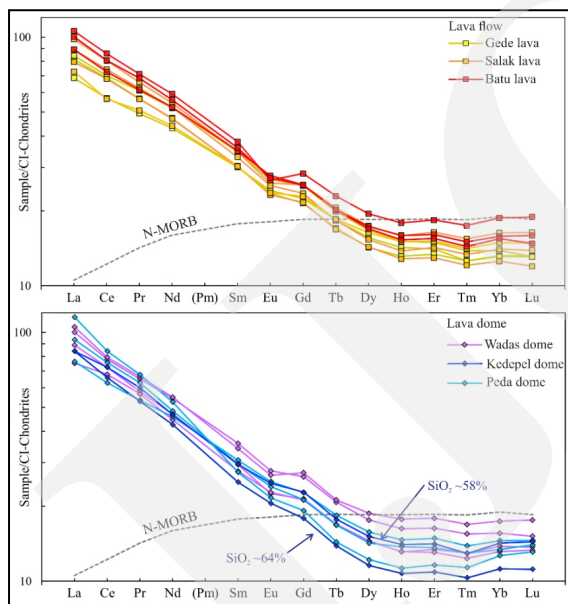 Sample/CI-Chondrites
100
10
Lava flow
Gede lava
Salak lava
Batu lava
N-MORB
La Ce Pr Nd (Pm) Sm Eu Gd Tb Dy Ho Er Tm Yb Lu
Sample/CI-Chondrites
100
10
Lava dome
Wadas dome
Kedepel dome
Peda dome
SiO₂ ~58%
N-MORB
SiO₂ ~64%
La Ce Pr Nd (Pm) Sm Eu Gd Tb Dy Ho Er Tm Yb Lu